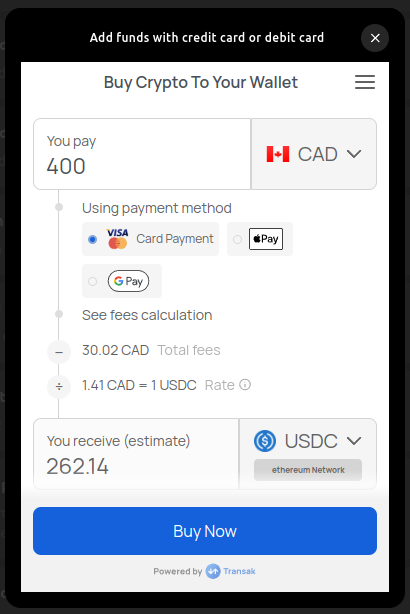 Add funds with credit card or debit card
Buy Crypto To Your Wallet
You pay
400
CAD
Using payment method
VISA Card Payment
Pay
G Pay
See fees calculation
30.02 CAD Total fees
1.41 CAD = 1 USDC Rate
You receive (estimate)
262.14
USDC
ethereum Network
Buy Now
Powered by Transak